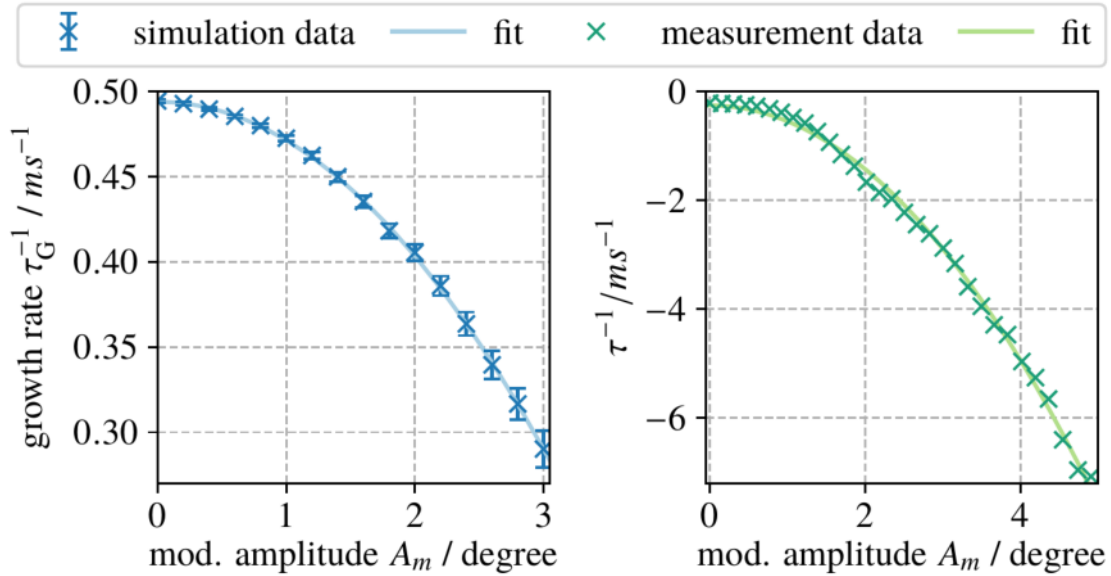 simulation data fit measurement data fit
growth rate τ_G^{-1} / ms^{-1}
0.50
0.45
0.40
0.35
0.30
0 1 2 3
mod. amplitude A_m / degree
τ^{-1}/ms^{-1}
0
−2
−4
−6
0 2 4
mod. amplitude A_m / degree